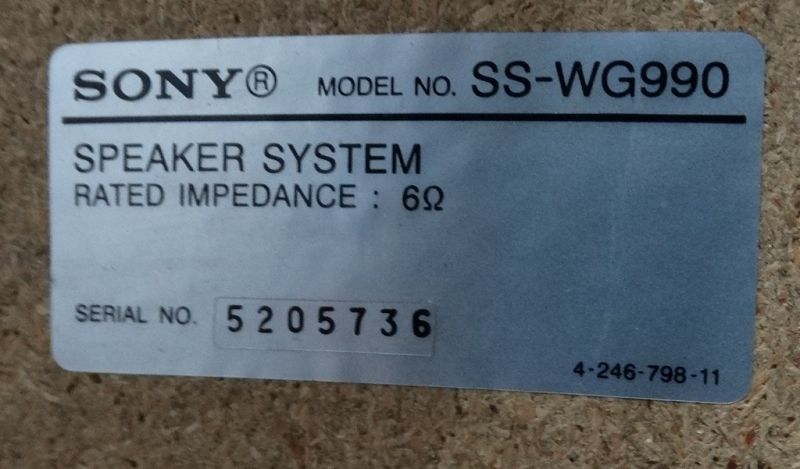 SONY® MODEL NO. SS-WG990
SPEAKER SYSTEM
RATED IMPEDANCE : 6Ω
SERIAL NO. 5205736
4-246-798-11